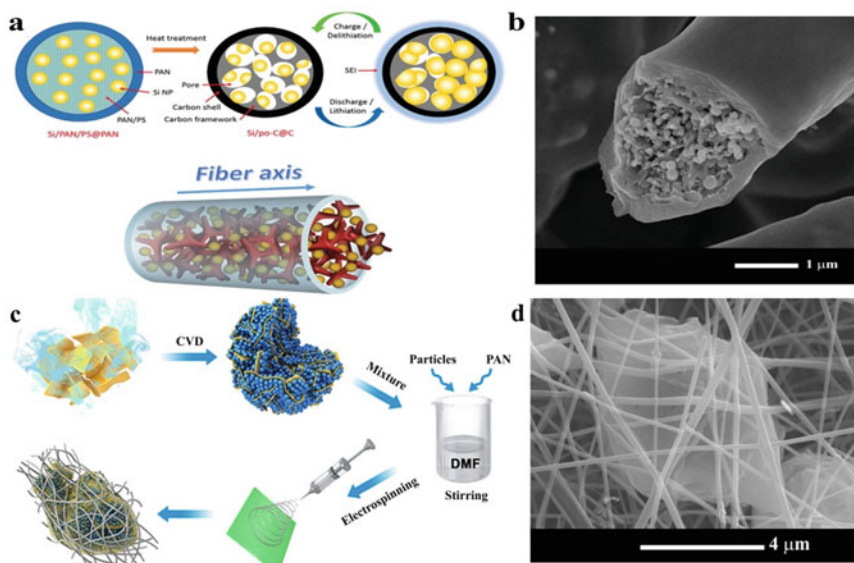 a
Heat treatment
Charge /
Delithiation
PAN
Si NP
PAN/PS
Si/PAN/PS@PAN
Pore
Carbon shell
Carbon framework
Si/po-C@C
SEI
Discharge /
Lithiation
Fiber axis
b
1 μm
c
CVD
Mixture
Particles
PAN
DMF
Stirring
Electrospinning
d
4 μm